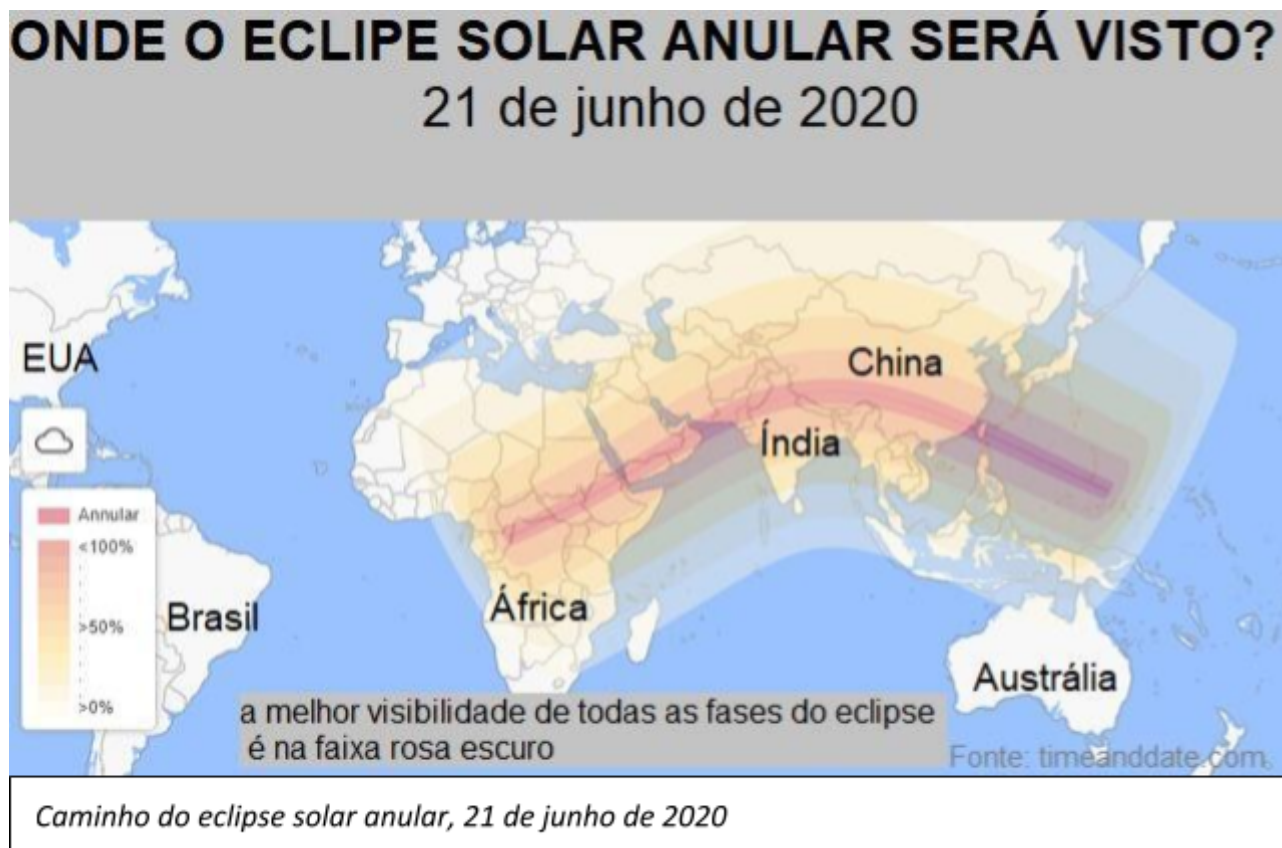 ONDE O ECLIPE SOLAR ANULAR SERÁ VISTO?
21 de junho de 2020
EUA
China
Índia
Annular
<100%
>50%
>0%
Brasil
África
Austrália
a melhor visibilidade de todas as fases do eclipse
é na faixa rosa escuro
Fonte: timeanddate.com
Caminho do eclipse solar anular, 21 de junho de 2020